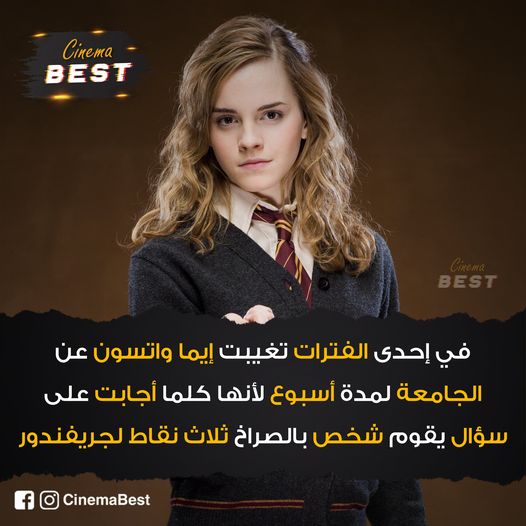 Cinema
BEST
Cinema
BEST
في إحدى الفترات تغيبت إيما واتسون عن
الجامعة لمدة أسبوع لأنها كلما أجابت على
سؤال يقوم شخص بالصراخ ثلاث نقاط لجريفندور
CinemaBest